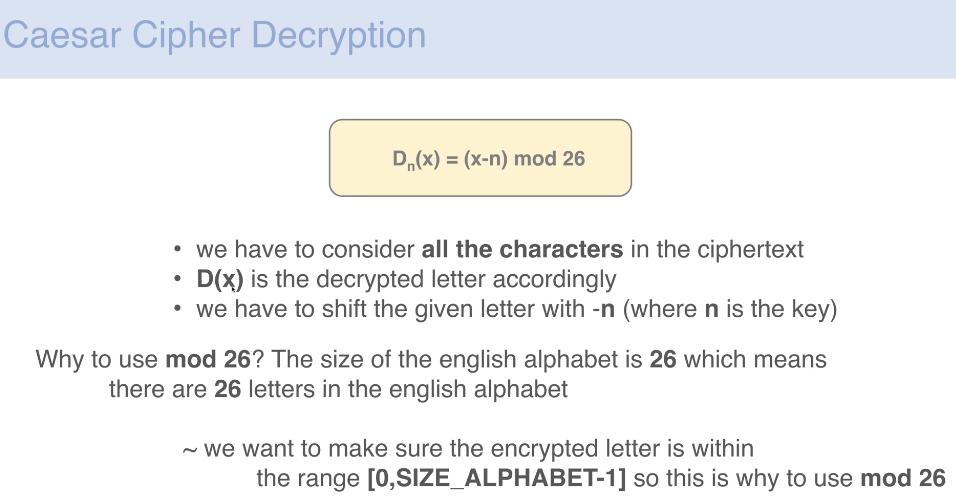 Caesar Cipher Decryption
Dn(x) = (x-n) mod 26
• we have to consider all the characters in the ciphertext
• D(x) is the decrypted letter accordingly
• we have to shift the given letter with -n (where n is the key)
Why to use mod 26? The size of the english alphabet is 26 which means
there are 26 letters in the english alphabet
~ we want to make sure the encrypted letter is within
the range [0,SIZE_ALPHABET-1] so this is why to use mod 26